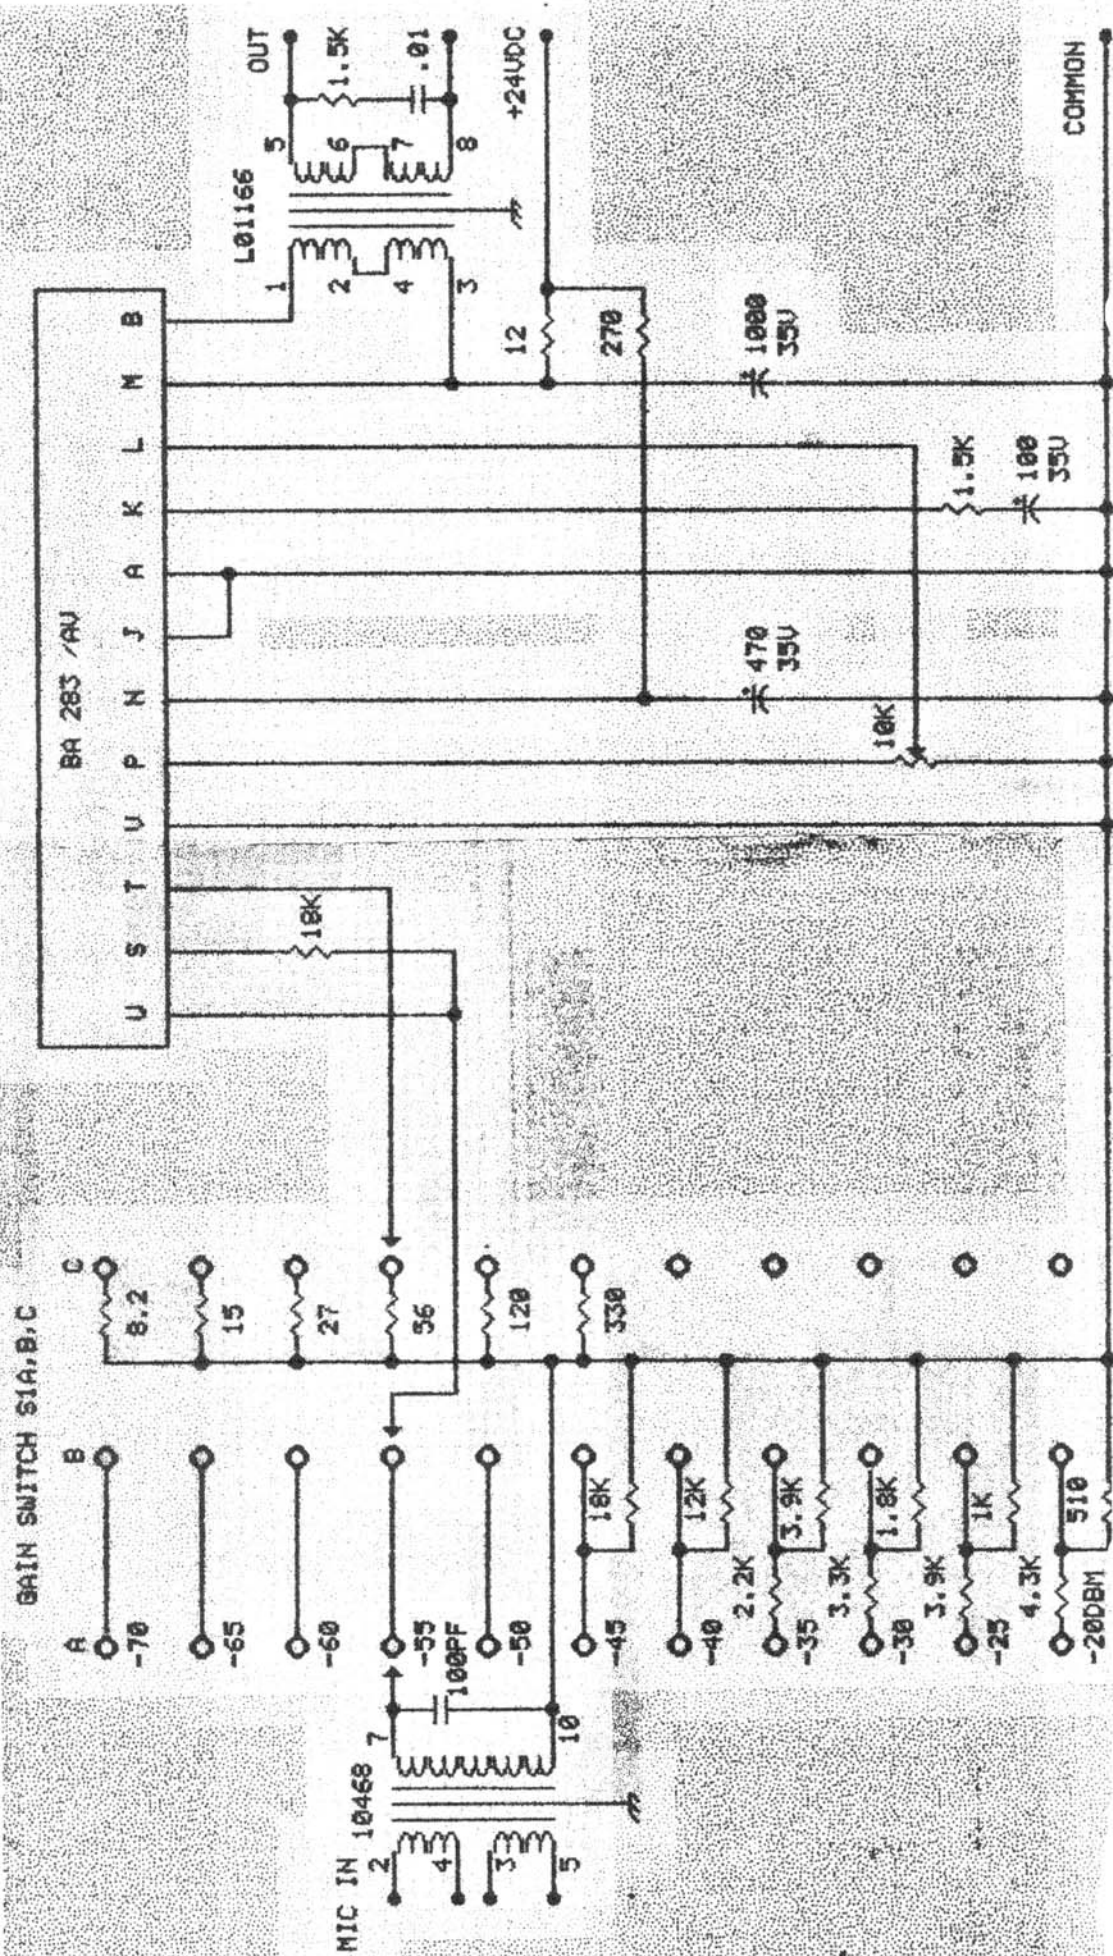 GAIN SWITCH S1A,B,C
A
B
C
-70
-65
-60
-55
-50
-45
-40
-35
-30
-25
-20DBM
8.2
15
27
56
120
330
18K
12K
2.2K
3.9K
3.3K
1.8K
3.9K
1K
4.3K
510
MIC IN
10468
2
4
3
5
7
10
100PF
BA 283 /AV
U
S
T
V
P
N
J
A
K
L
M
B
18K
10K
470
35V
1.5K
100
35V
1000
35V
12
270
L01166
1
2
4
3
5
6
7
8
OUT
1.5K
.01
+24VDC
COMMON